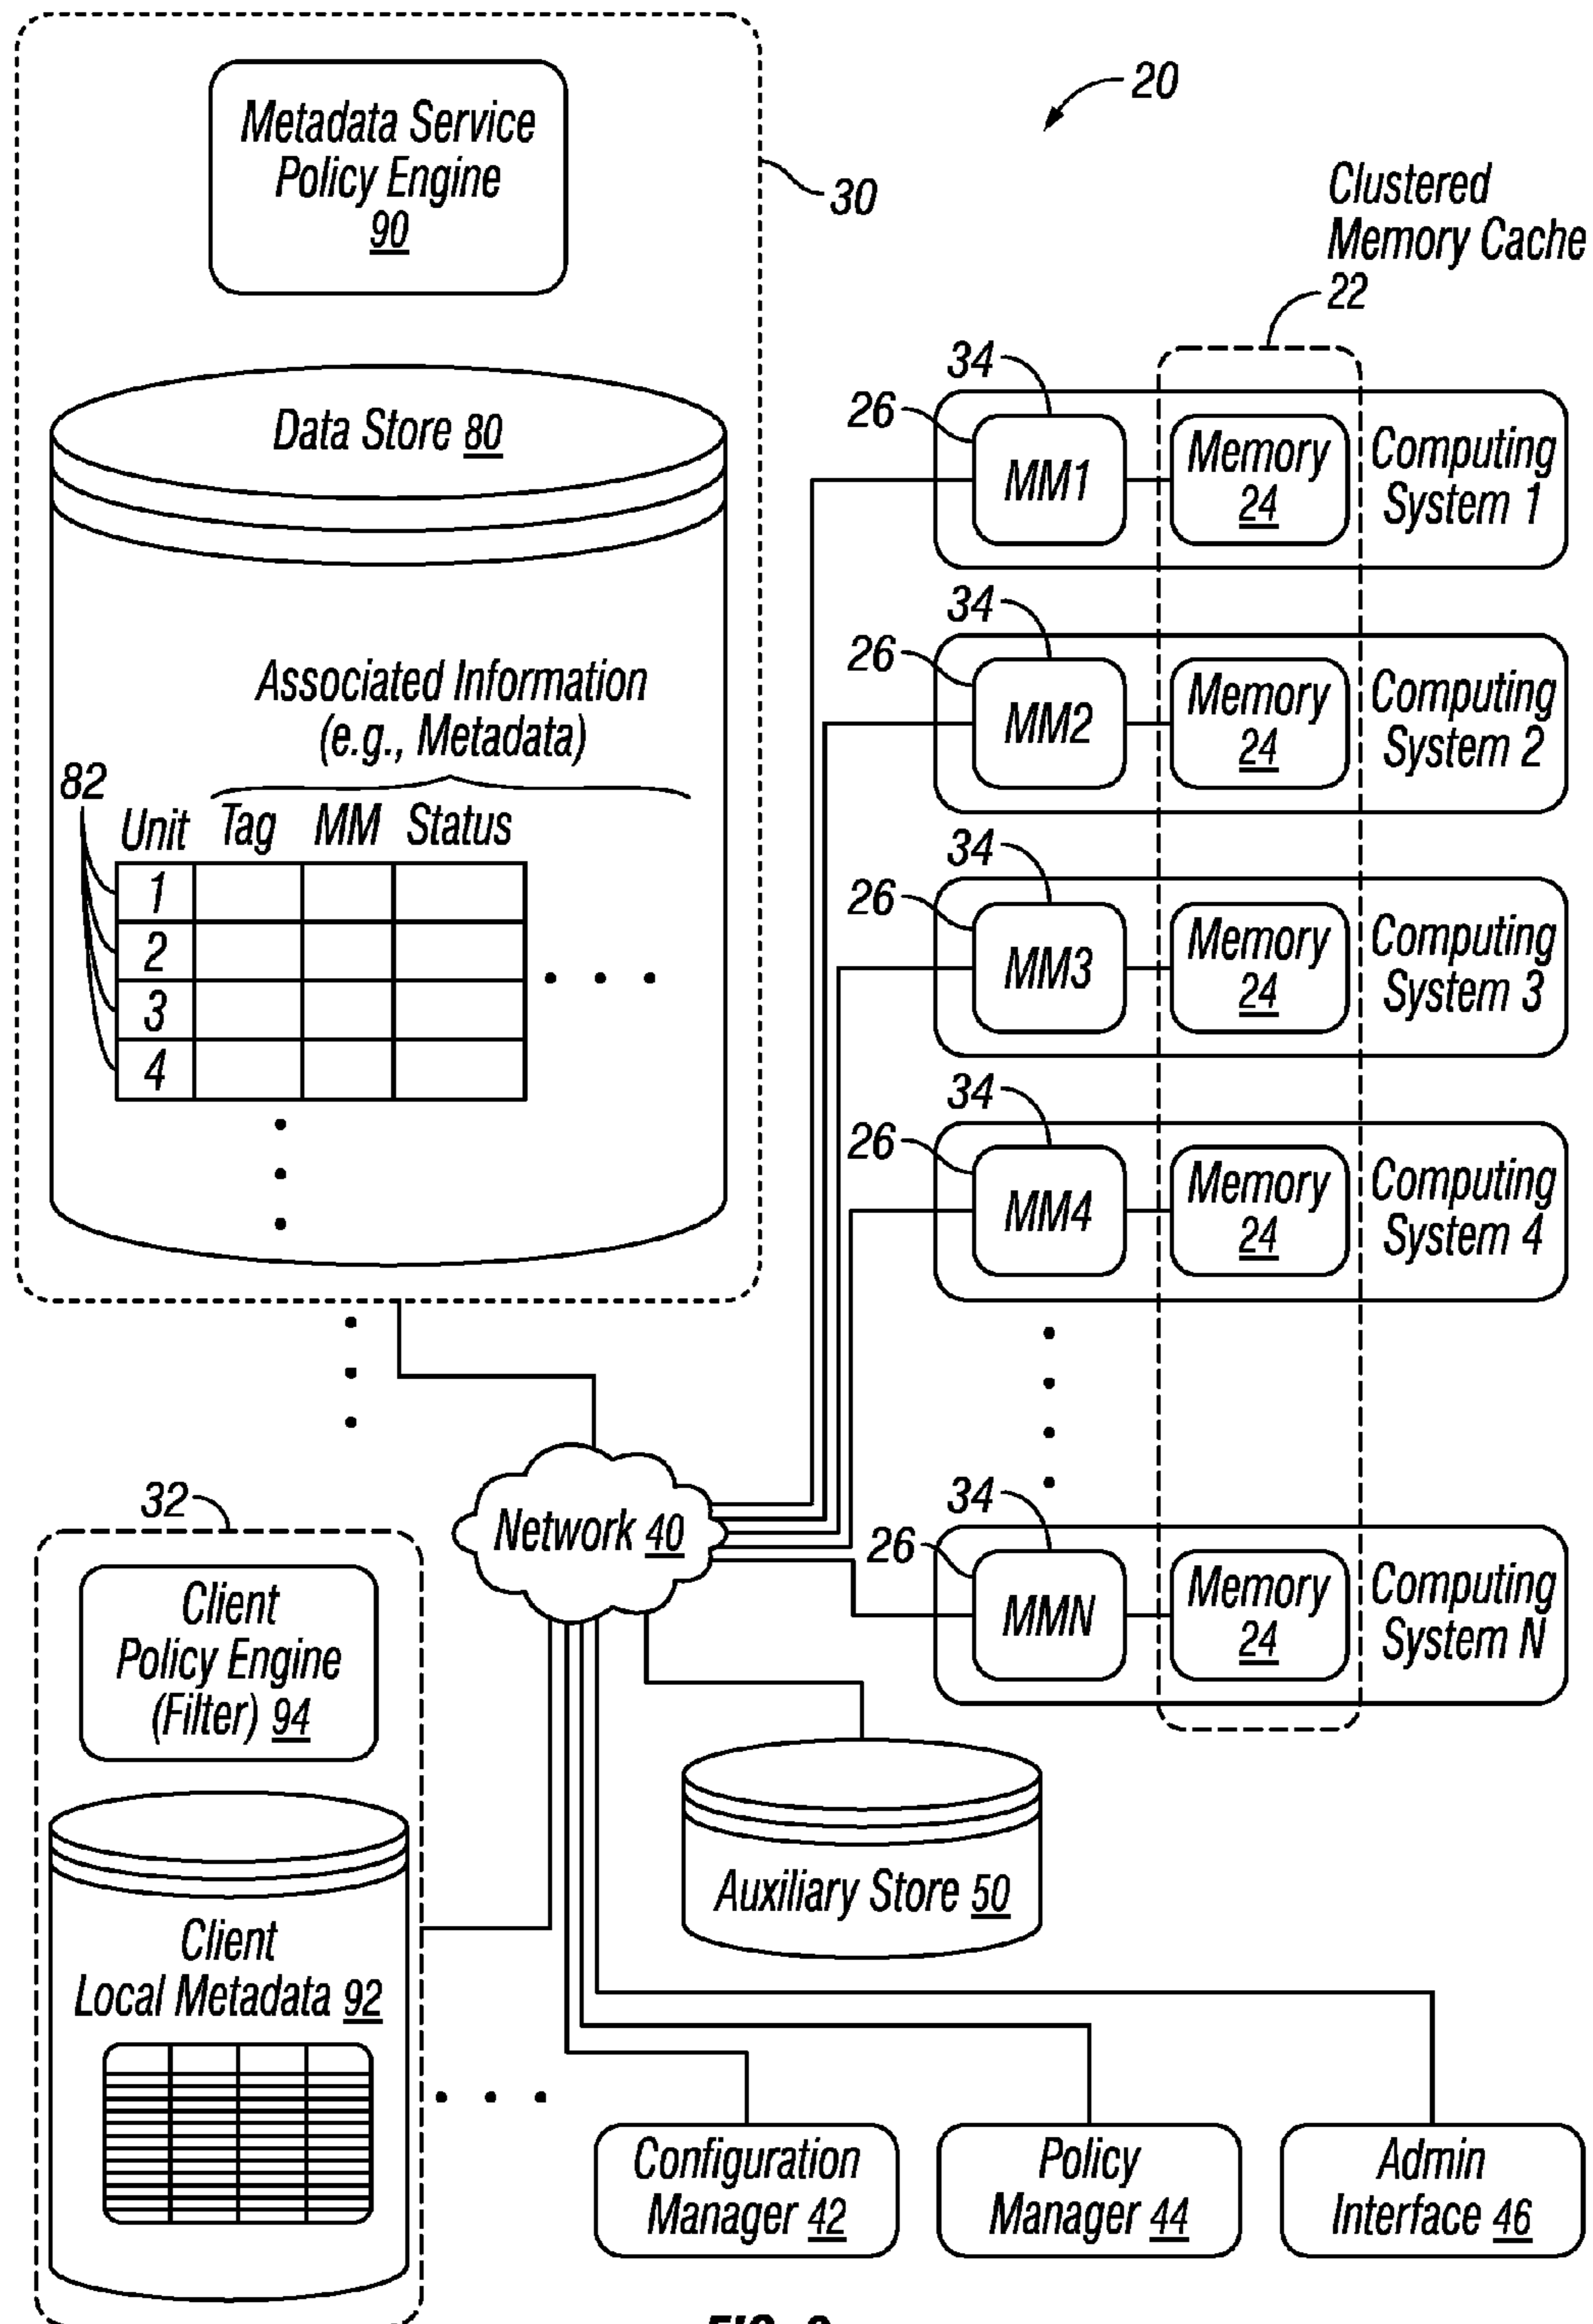 Metadata Service
Policy Engine
90
20
30
Clustered
Memory Cache
22
Data Store 80
Associated Information
(e.g., Metadata)
82
Unit Tag MM Status
1
2
3
4
34
26
MM1
Memory
24
Computing
System 1
34
26
MM2
Memory
24
Computing
System 2
34
26
MM3
Memory
24
Computing
System 3
34
26
MM4
Memory
24
Computing
System 4
34
26
MMN
Memory
24
Computing
System N
Network 40
32
Client
Policy Engine
(Filter) 94
Client
Local Metadata 92
Auxiliary Store 50
Configuration
Manager 42
Policy
Manager 44
Admin
Interface 46